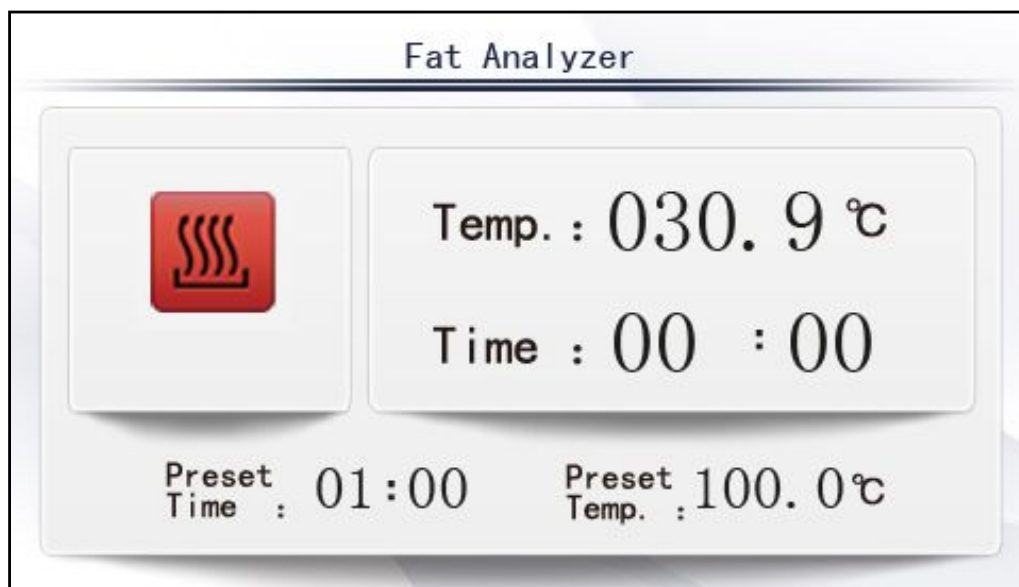 Fat Analyzer
Temp.：030.9 ℃
Time ：00 ：00
Preset Time ：01:00
Preset Temp. ：100.0℃